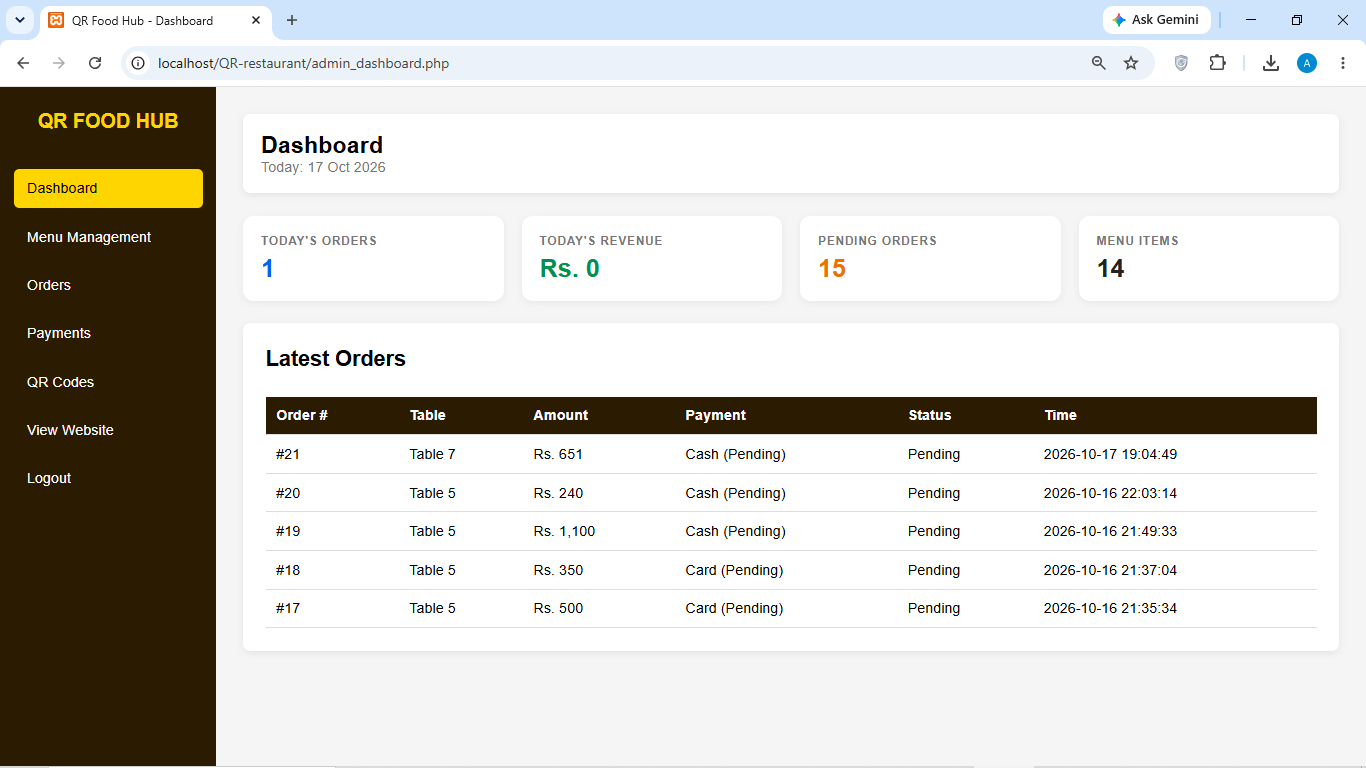 QR Food Hub - Dashboard
Ask Gemini
localhost/QR-restaurant/admin_dashboard.php
A
QR FOOD HUB
Dashboard
Menu Management
Orders
Payments
QR Codes
View Website
Logout
Dashboard
Today: 17 Oct 2026
TODAY'S ORDERS
1
TODAY'S REVENUE
Rs. 0
PENDING ORDERS
15
MENU ITEMS
14
Latest Orders
Order # Table Amount Payment Status Time
#21 Table 7 Rs. 651 Cash (Pending) Pending 2026-10-17 19:04:49
#20 Table 5 Rs. 240 Cash (Pending) Pending 2026-10-16 22:03:14
#19 Table 5 Rs. 1,100 Cash (Pending) Pending 2026-10-16 21:49:33
#18 Table 5 Rs. 350 Card (Pending) Pending 2026-10-16 21:37:04
#17 Table 5 Rs. 500 Card (Pending) Pending 2026-10-16 21:35:34